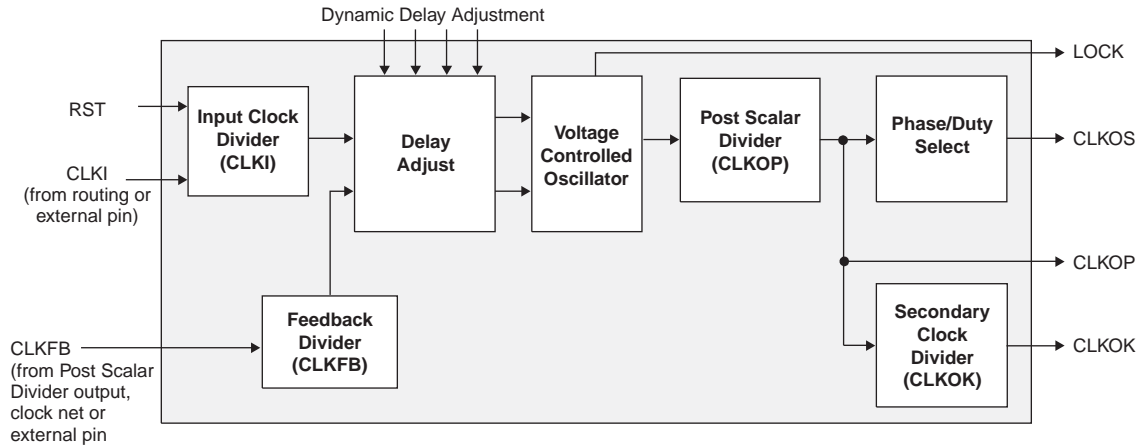 Dynamic Delay Adjustment
LOCK
RST
Input Clock
Divider
(CLKI)
Delay
Adjust
Voltage
Controlled
Oscillator
Post Scalar
Divider
(CLKOP)
Phase/Duty
Select
CLKOS
CLKI
(from routing or
external pin)
CLKOP
CLKFB
(from Post Scalar
Divider output,
clock net or
external pin
Feedback
Divider
(CLKFB)
Secondary
Clock
Divider
(CLKOK)
CLKOK